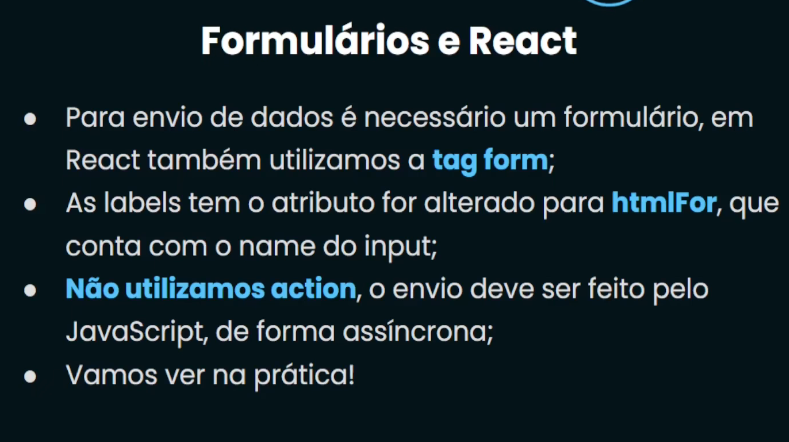 Formulários e React
● Para envio de dados é necessário um formulário, em
React também utilizamos a tag form;
● As labels tem o atributo for alterado para htmlFor, que
conta com o name do input;
● Não utilizamos action, o envio deve ser feito pelo
JavaScript, de forma assíncrona;
● Vamos ver na prática!